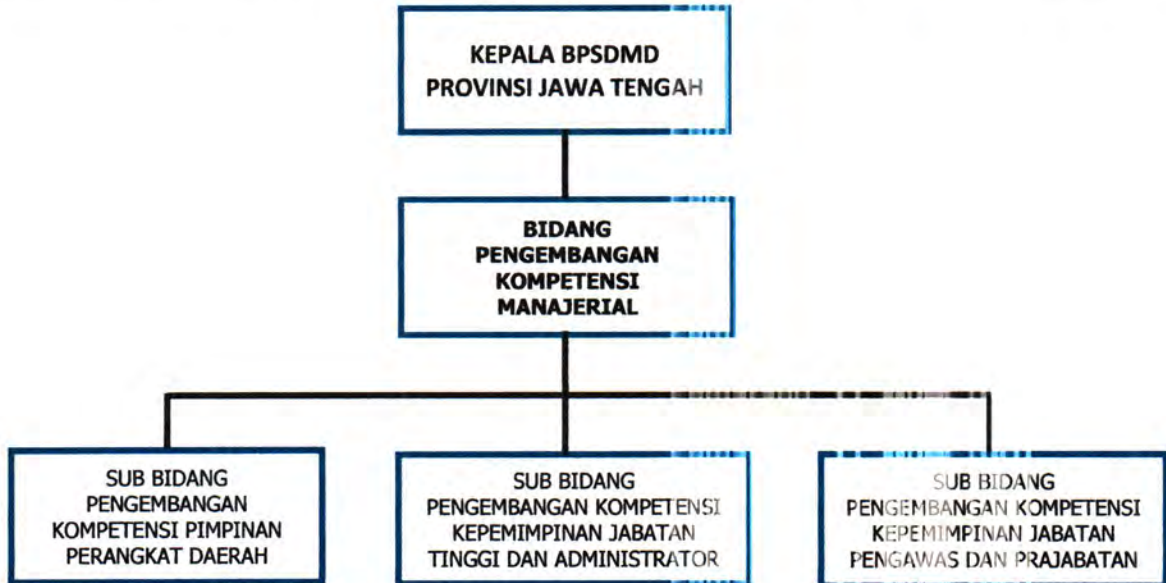 KEPALA BPSDMD
PROVINSI JAWA TENGAH
BIDANG
PENGEMBANGAN
KOMPETENSI
MANAJERIAL
SUB BIDANG
PENGEMBANGAN
KOMPETENSI PIMPINAN
PERANGKAT DAERAH
SUB BIDANG
PENGEMBANGAN KOMPETENSI
KEPEMIMPINAN JABATAN
TINGGI DAN ADMINISTRATOR
SUB BIDANG
PENGEMBANGAN KOMPETENSI
KEPEMIMPINAN JABATAN
PENGAWAS DAN PRAJABATAN